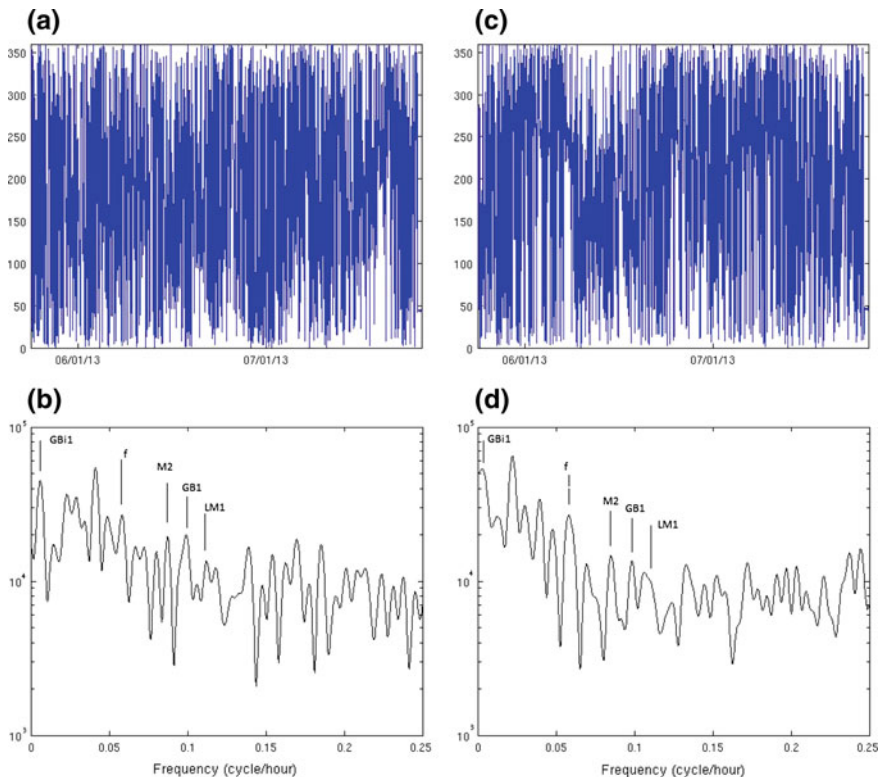 (a)
350
300
250
200
150
100
50
0
06/01/13
07/01/13
(c)
350
300
250
200
150
100
50
0
06/01/13
07/01/13
(b)
10^5
10^4
10^3
GBi1
f
M2
GB1
LM1
0
0.05
0.1
0.15
0.2
0.25
Frequency (cycle/hour)
(d)
10^5
10^4
10^3
GBi1
f
M2
GB1
LM1
0
0.05
0.1
0.15
0.2
0.25
Frequency (cycle/hour)